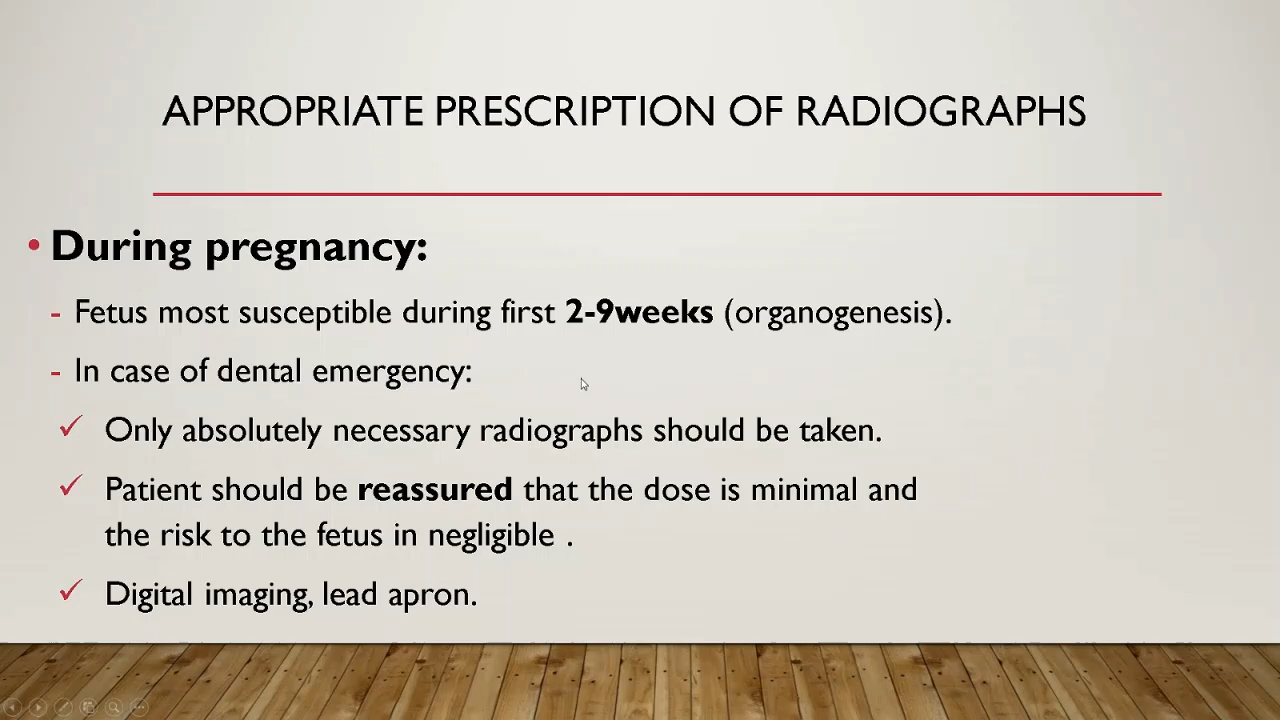 APPROPRIATE PRESCRIPTION OF RADIOGRAPHS
• During pregnancy:
- Fetus most susceptible during first 2-9weeks (organogenesis).
- In case of dental emergency:
✓ Only absolutely necessary radiographs should be taken.
✓ Patient should be reassured that the dose is minimal and
the risk to the fetus in negligible .
✓ Digital imaging, lead apron.